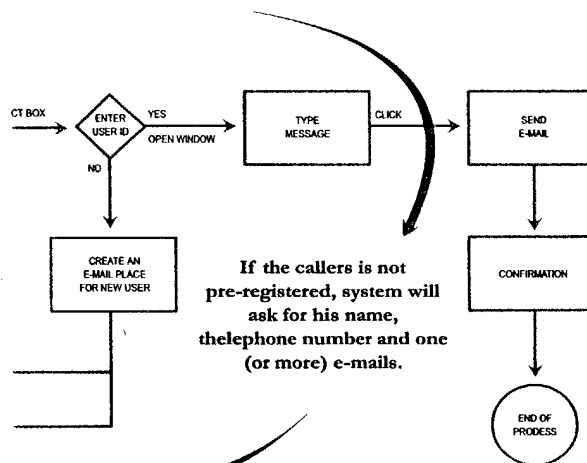 CT BOX
ENTER
USER ID
YES
OPEN WINDOW
NO
TYPE
MESSAGE
CLICK
SEND
E-MAIL
CREATE AN
E-MAIL PLACE
FOR NEW USER
If the callers is not
pre-registered, system will
ask for his name,
thelephone number and one
(or more) e-mails.
CONFIRMATION
END OF
PRODESS